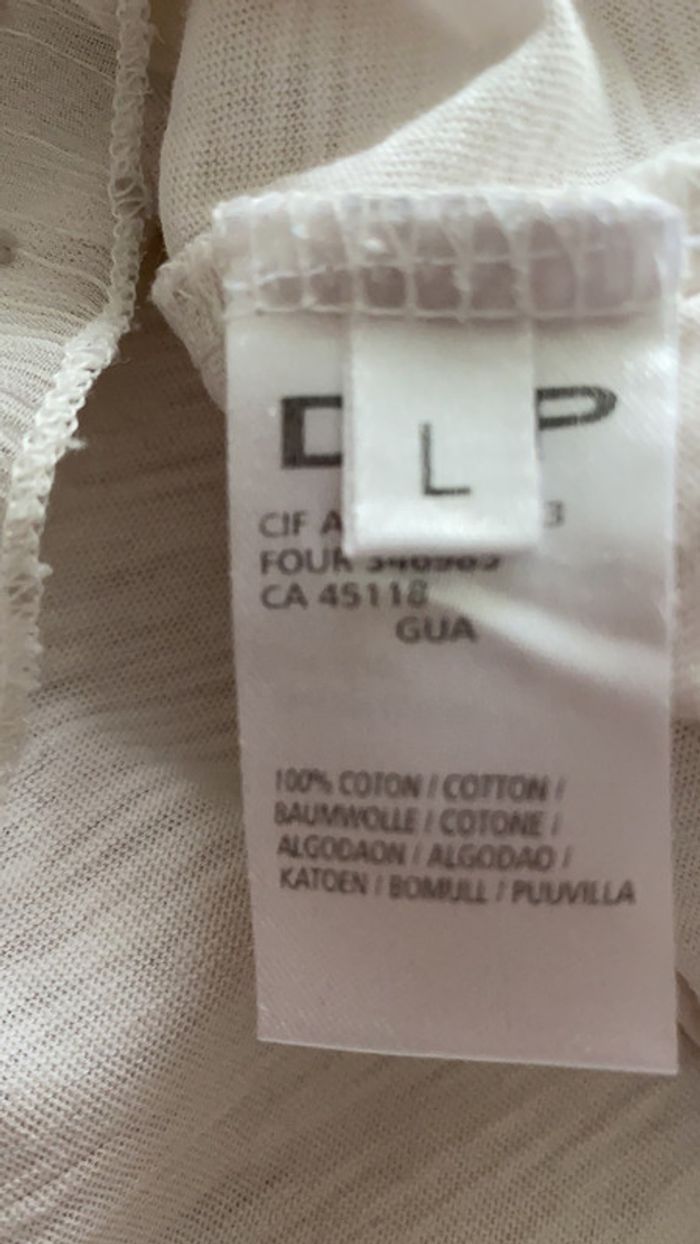 L
CIF A
FOUR
CA 45118
GUA
100% COTON / COTTON /
BAUMWOLLE / COTONE /
ALGODAON / ALGODAO /
KATOEN / BOMULL / PUUVILLA